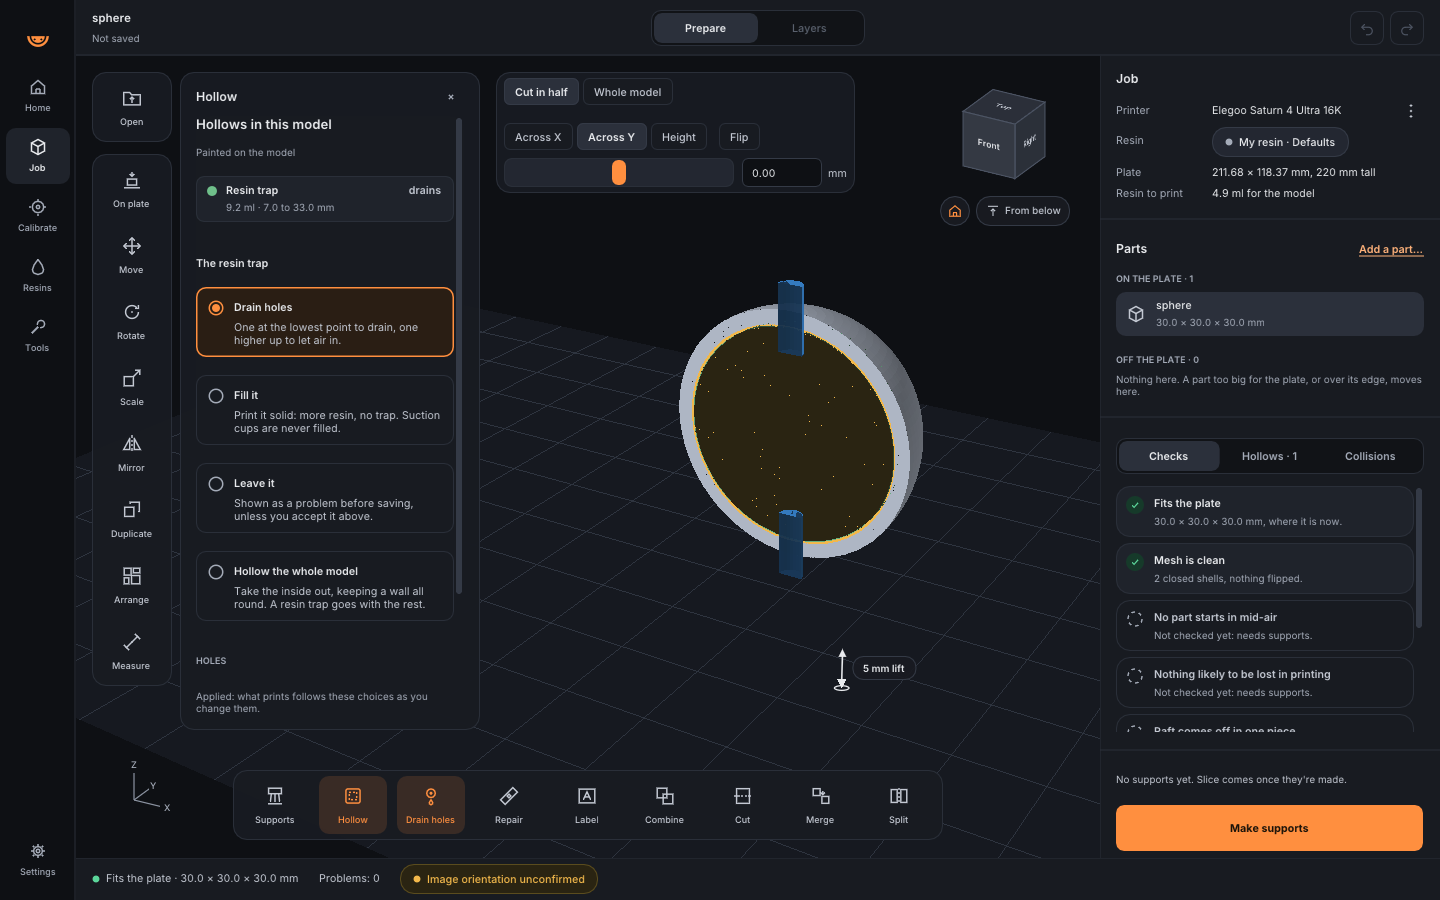 sphere
Not saved
Prepare
Layers
Home
Job
Calibrate
Resins
Tools
Settings
Open
On plate
Move
Rotate
Scale
Mirror
Duplicate
Arrange
Measure
Hollow
×
Hollows in this model
Painted on the model
Resin trap
drains
9.2 ml · 7.0 to 33.0 mm
The resin trap
Drain holes
One at the lowest point to drain, one
higher up to let air in.
Fill it
Print it solid: more resin, no trap. Suction
cups are never filled.
Leave it
Shown as a problem before saving,
unless you accept it above.
Hollow the whole model
Take the inside out, keeping a wall all
round. A resin trap goes with the rest.
HOLES
Applied: what prints follows these choices as you
change them.
Cut in half
Whole model
Across X
Across Y
Height
Flip
0.00
mm
Top
Front
Right
From below
5 mm lift
Z
Y
X
Supports
Hollow
Drain holes
Repair
Label
Combine
Cut
Merge
Split
Job
Printer
Elegoo Saturn 4 Ultra 16K
Resin
My resin · Defaults
Plate
211.68 × 118.37 mm, 220 mm tall
Resin to print
4.9 ml for the model
Parts
Add a part...
ON THE PLATE · 1
sphere
30.0 × 30.0 × 30.0 mm
OFF THE PLATE · 0
Nothing here. A part too big for the plate, or over its edge, moves
here.
Checks
Hollows · 1
Collisions
Fits the plate
30.0 × 30.0 × 30.0 mm, where it is now.
Mesh is clean
2 closed shells, nothing flipped.
No part starts in mid-air
Not checked yet: needs supports.
Nothing likely to be lost in printing
Not checked yet: needs supports.
Raft comes off in one piece
No supports yet. Slice comes once they're made.
Make supports
Fits the plate · 30.0 × 30.0 × 30.0 mm
Problems: 0
Image orientation unconfirmed